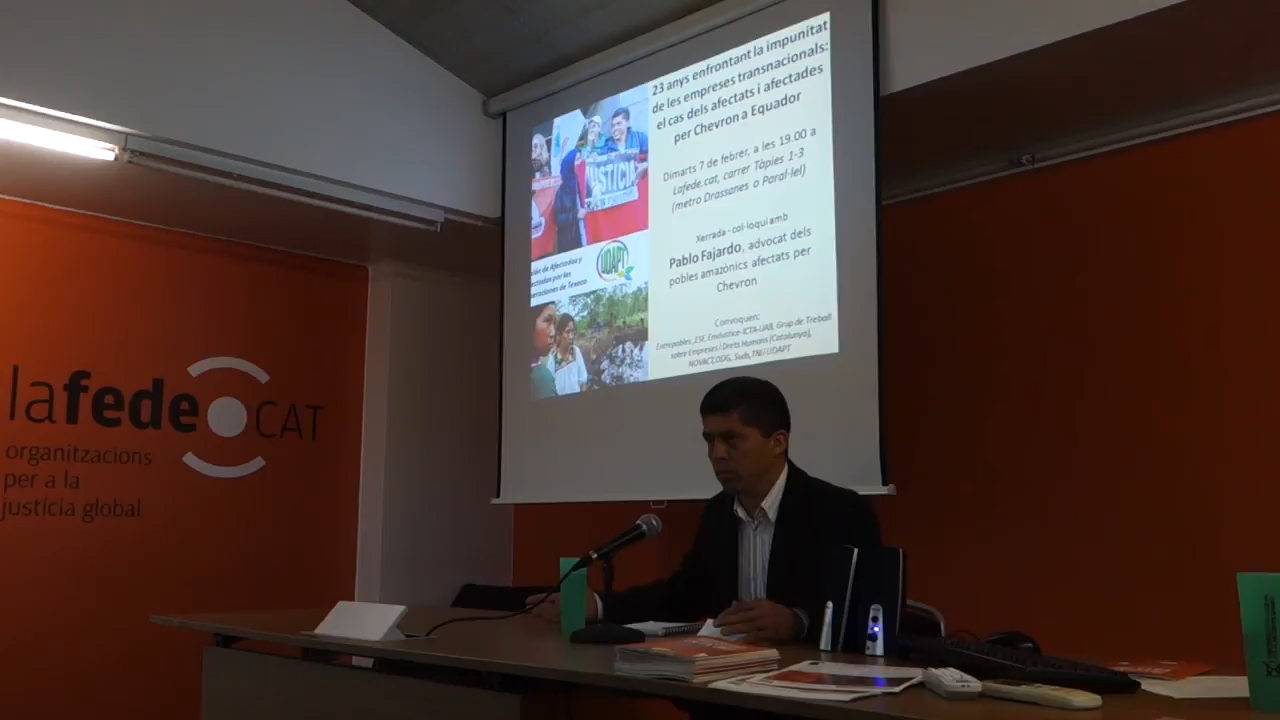 23 anys enfrontant la impunitat
de les empreses transnacionals:
el cas dels afectats i afectades
per Chevron a Equador
Dimarts 7 de febrer, a les 19.00 a
Lafede.cat, carrer Tàpies 1-3
(metro Drassanes o Paral·lel)
Xerrada - col·loqui amb
Pablo Fajardo, advocat dels
pobles amazònics afectats per
Chevron
Convoquen:
Entrepobles, ESF, EnvJustice-ICTA-UAB, Grup de Treball
sobre Empreses i Drets Humans (Catalunya),
NOVACT, ODG, Suds, TNI i UDAPT
JUSTICIA
UDAPT
de Afectados y
por las
de Texaco
lafede.CAT
organitzacions
per a la
justícia global